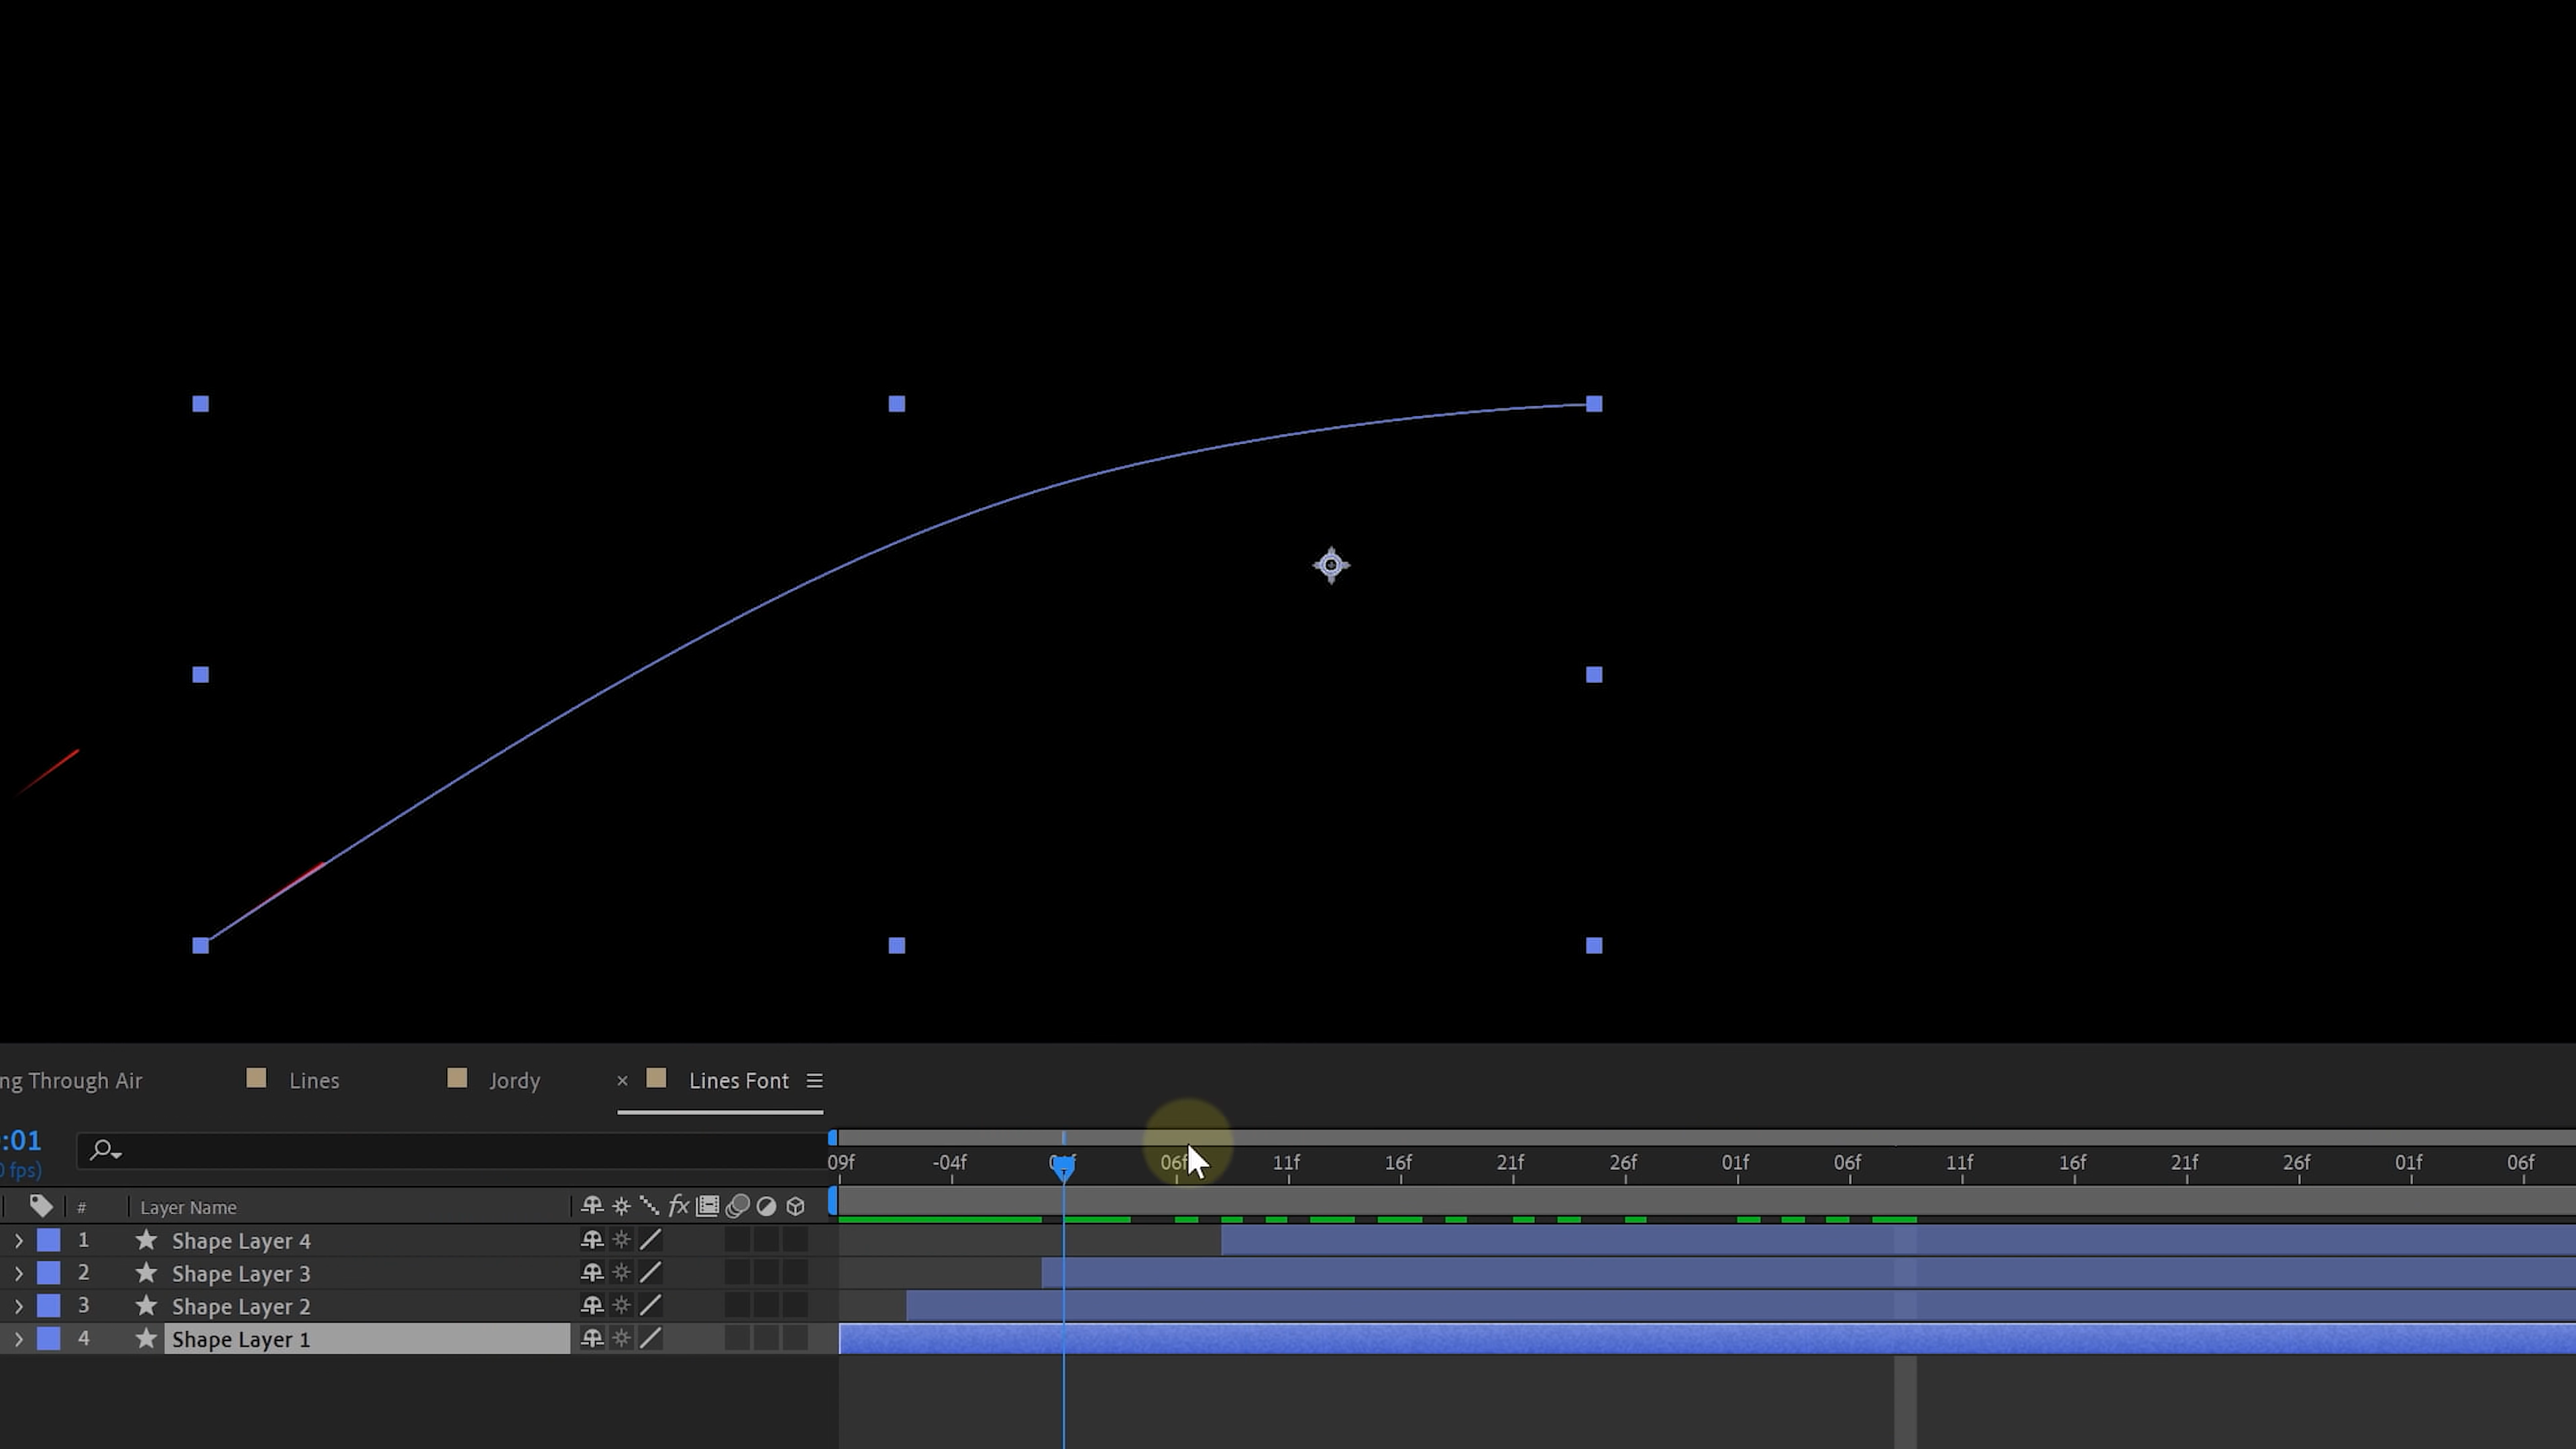 ng Through Air Lines Jordy × Lines Font
:01
0 fps)
09f -04f 06f 11f 16f 21f 26f 01f 06f 11f 16f 21f 26f 01f 06f
# Layer Name fx
1 Shape Layer 4
2 Shape Layer 3
3 Shape Layer 2
4 Shape Layer 1